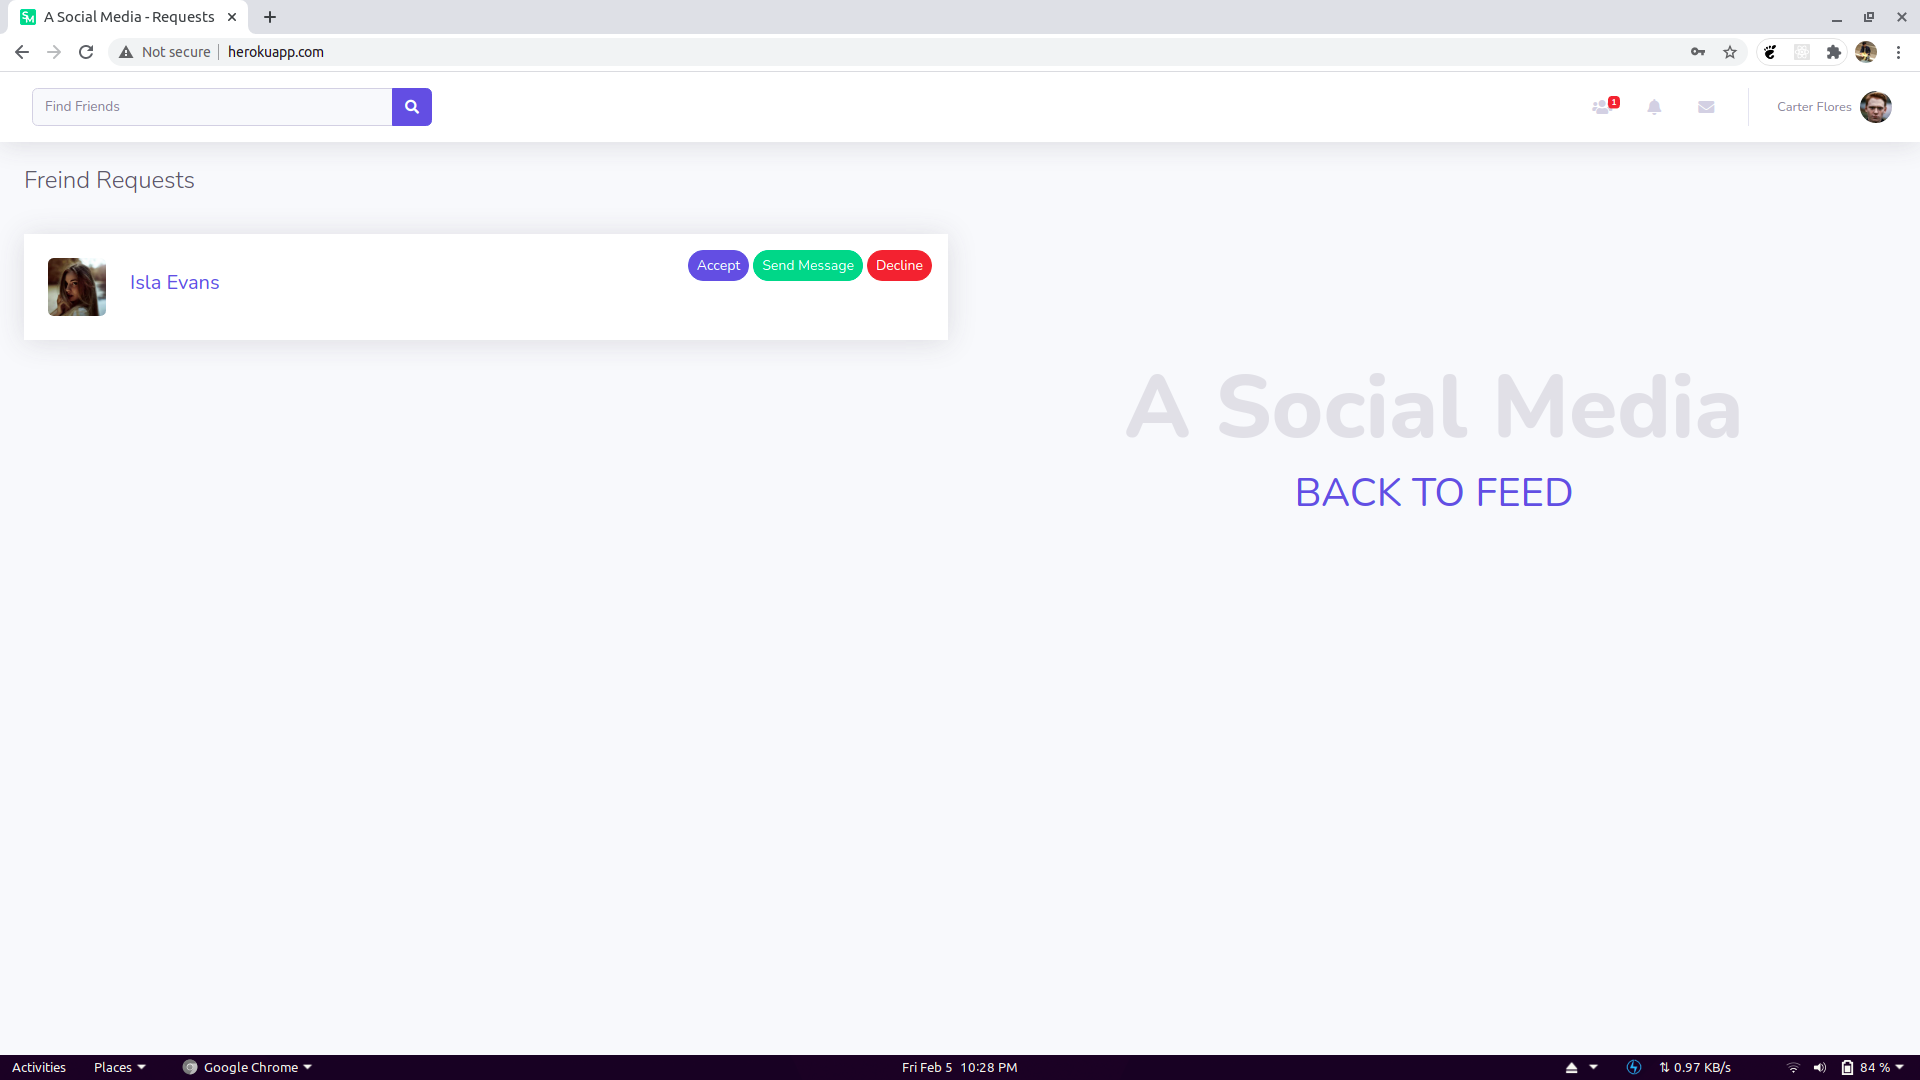 A Social Media - Requests
Not secure
herokuapp.com
Find Friends
1
Carter Flores
Freind Requests
Isla Evans
Accept
Send Message
Decline
A Social Media
BACK TO FEED
Activities
Places
Google Chrome
Fri Feb 5 10:28 PM
0.97 KB/s
84 %